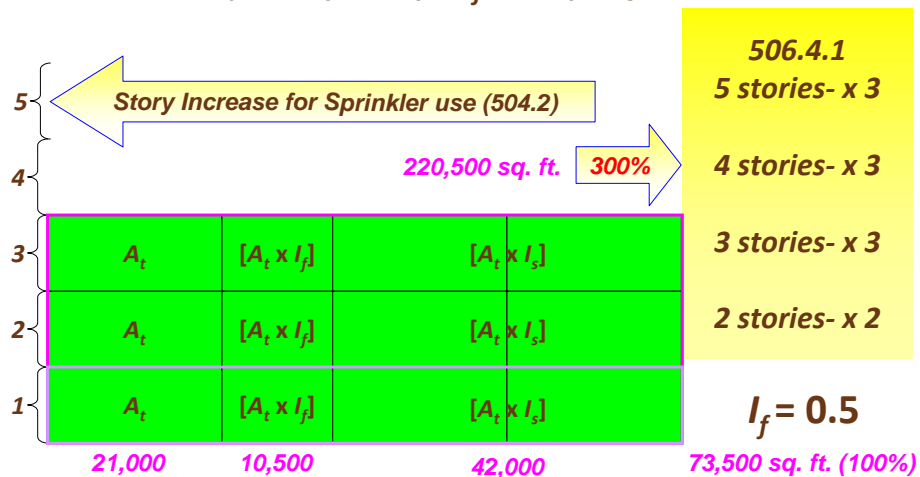 506.4.1
5 stories- x 3
5
Story Increase for Sprinkler use (504.2)
220,500 sq. ft.
300%
4 stories- x 3
4
3
At
[At x If]
[At x Is]
3 stories- x 3
2
At
[At x If]
[At x Is]
2 stories- x 2
1
At
[At x If]
[At x Is]
If = 0.5
21,000
10,500
42,000
73,500 sq. ft. (100%)